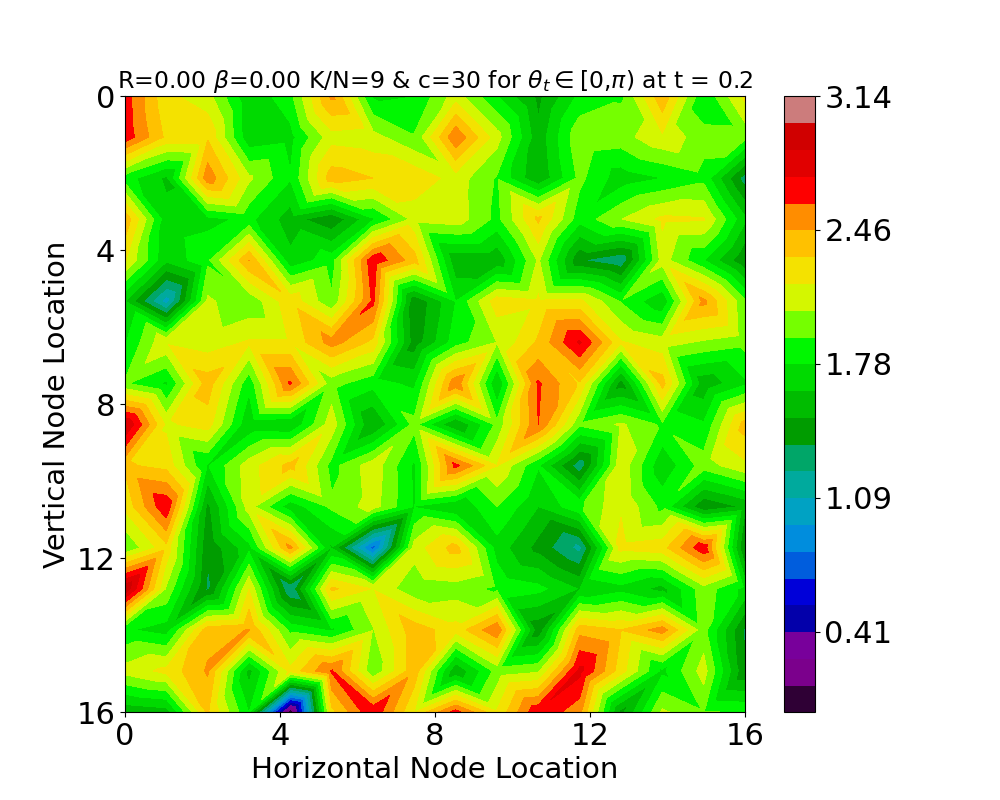 R=0.00 β=0.00 K/N=9 & c=30 for θ_t ∈ [0,π) at t = 0.2
0
4
8
12
16
Vertical Node Location
0 4 8 12 16
Horizontal Node Location
3.14
2.46
1.78
1.09
0.41